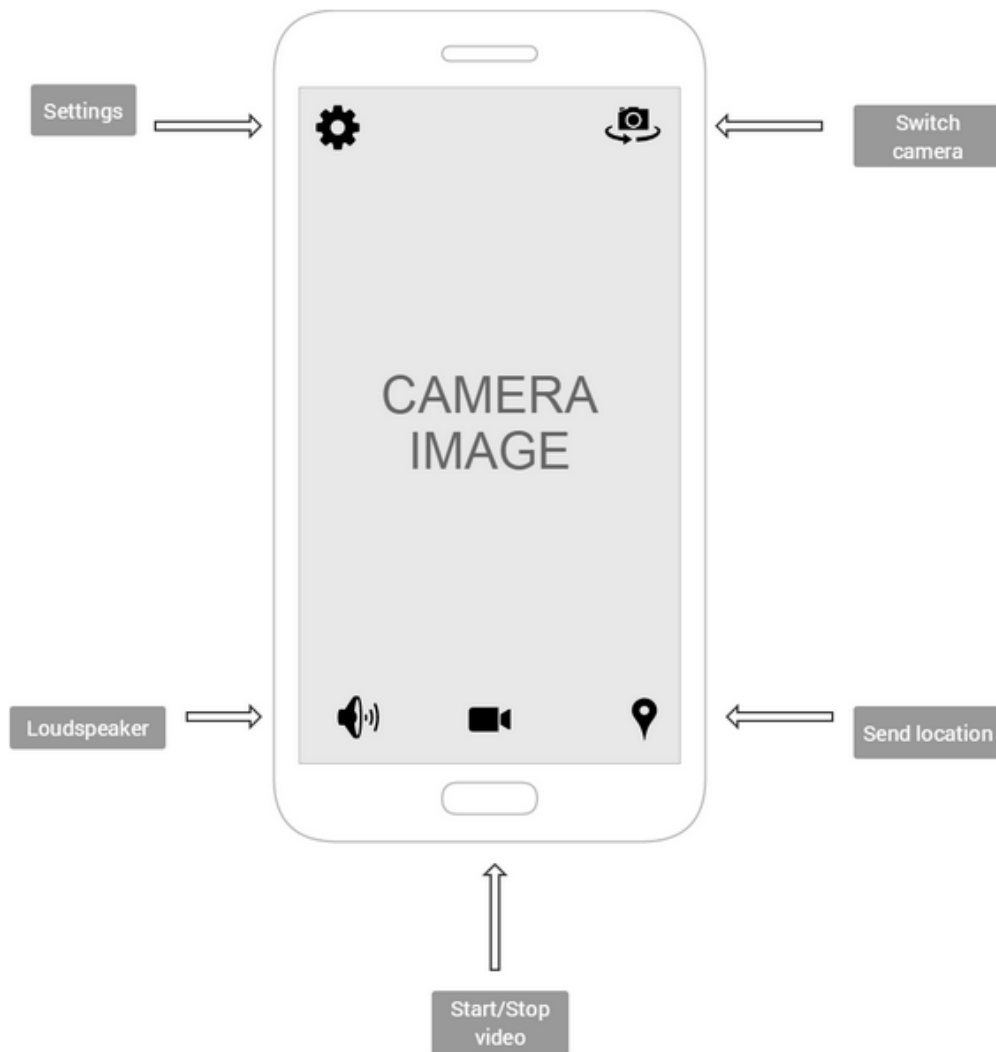 Settings
Switch
camera
CAMERA
IMAGE
Loudspeaker
Send location
Start/Stop
video